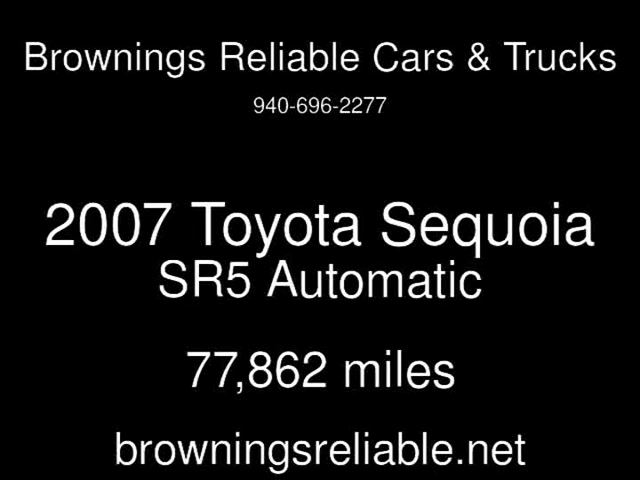 Brownings Reliable Cars & Trucks
940-696-2277
2007 Toyota Sequoia
SR5 Automatic
77,862 miles
browningsreliable.net